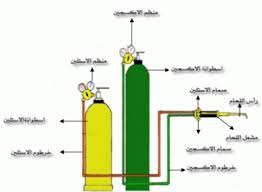 منظم الاكسجين
منظم الاستلين
اسطوانة الاكسجين
صمام الاستلين
رأس اللحام
اسطوانة الاستلين
مشعل اللحام
صمام الاكسجين
خرطوم الاستلين
خرطوم الاكسجين